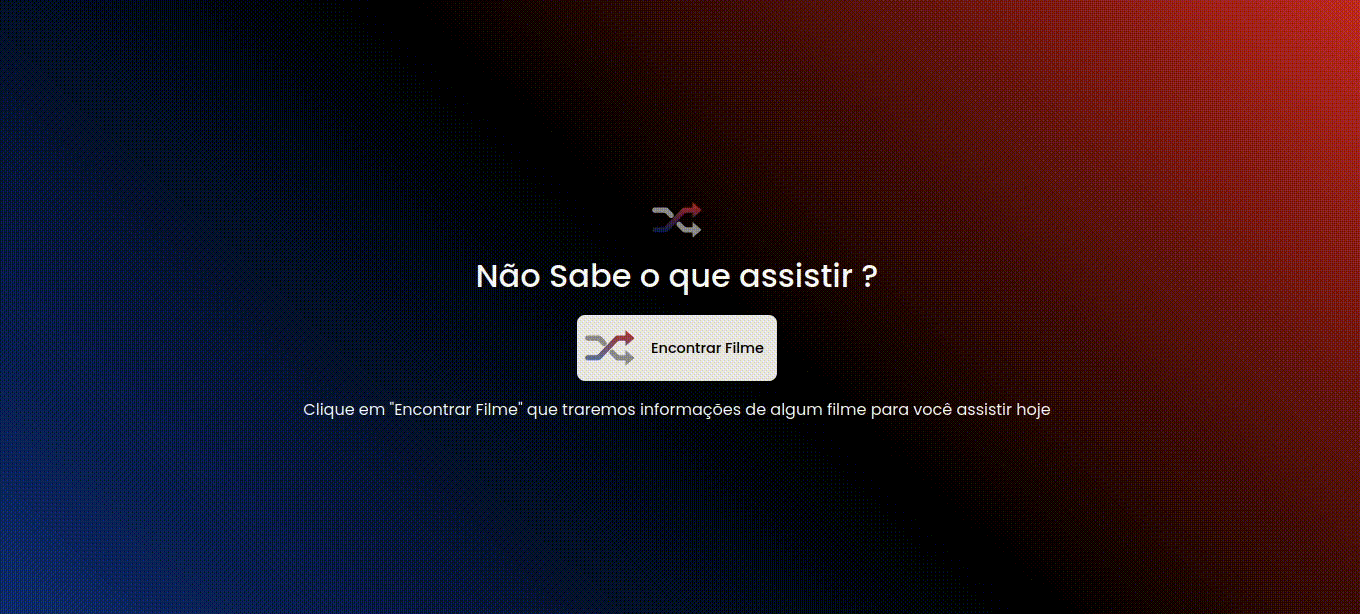 Não Sabe o que assistir ?
Encontrar Filme
Clique em "Encontrar Filme" que traremos informações de algum filme para você assistir hoje